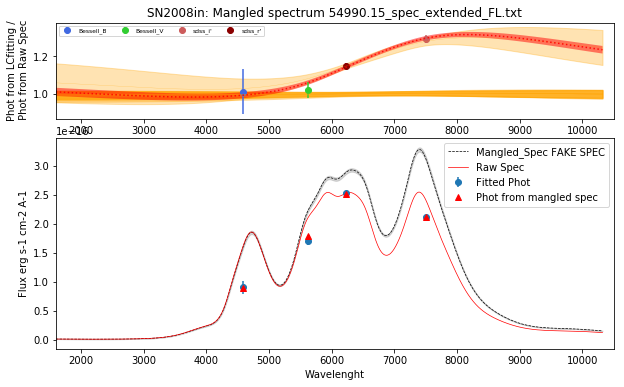 SN2008in: Mangled spectrum 54990.15_spec_extended_FL.txt
Phot from LCfitting /
Phot from Raw Spec
1.2
1.0
Bessell_B
Bessell_V
sdss_i'
sdss_r'
2000 3000 4000 5000 6000 7000 8000 9000 10000
1e-16
Flux erg s-1 cm-2 A-1
3.0
2.5
2.0
1.5
1.0
0.5
0.0
Mangled_Spec FAKE SPEC
Raw Spec
Fitted Phot
Phot from mangled spec
2000 3000 4000 5000 6000 7000 8000 9000 10000
Wavelenght